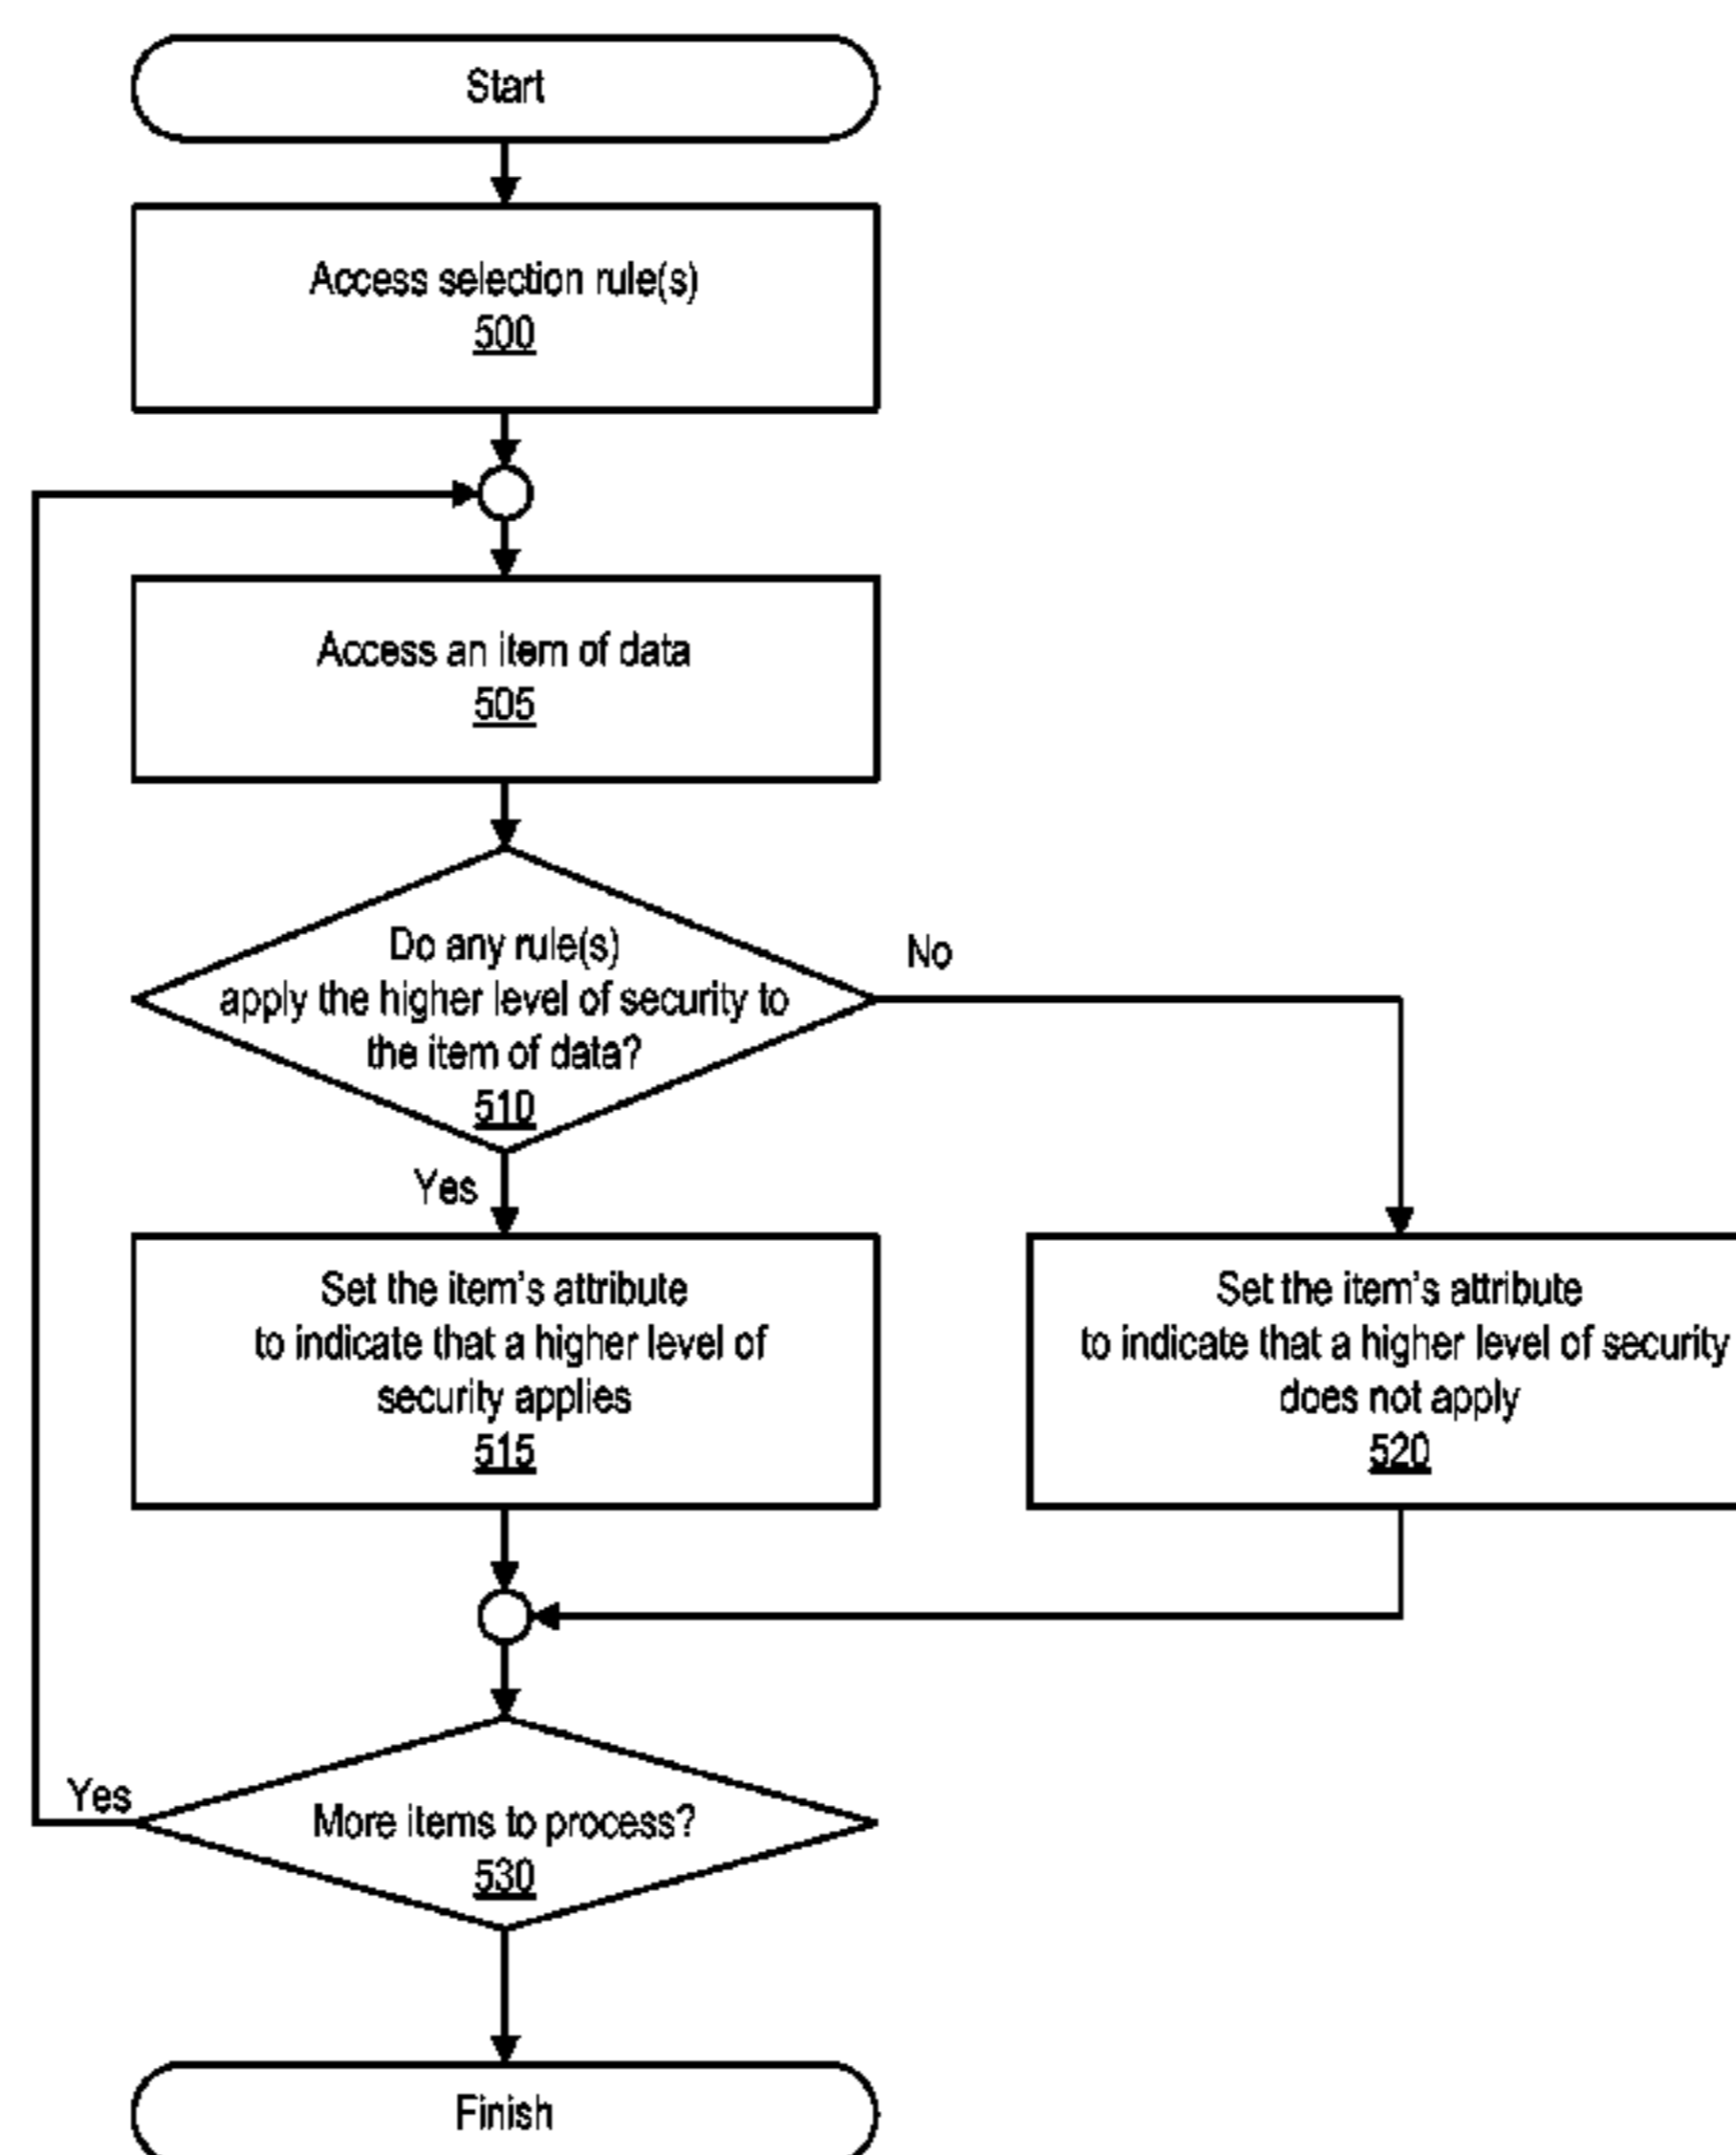 Start
Access selection rule(s)
500
Access an item of data
505
Do any rule(s)
apply the higher level of security to
the item of data?
510
No
Yes
Set the item's attribute
to indicate that a higher level of
security applies
515
Set the item's attribute
to indicate that a higher level of security
does not apply
520
Yes
More items to process?
530
Finish